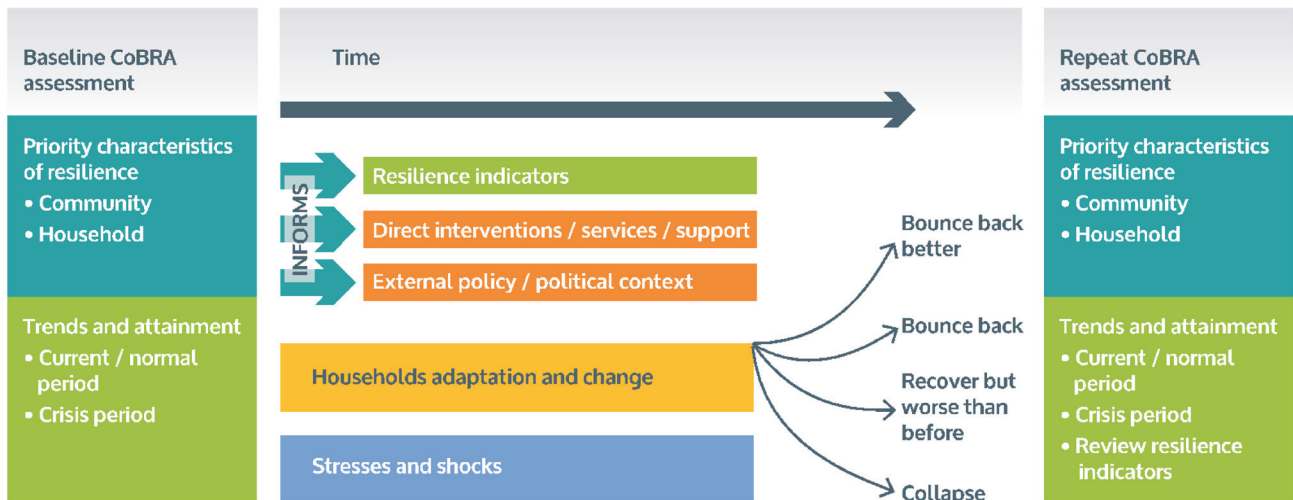 Baseline CoBRA
assessment
Priority characteristics
of resilience
• Community
• Household
Trends and attainment
• Current / normal
period
• Crisis period
Time
INFORMS
Resilience indicators
Direct interventions / services / support
External policy / political context
Households adaptation and change
Stresses and shocks
Bounce back
better
Bounce back
Recover but
worse than
before
Collapse
Repeat CoBRA
assessment
Priority characteristics
of resilience
• Community
• Household
Trends and attainment
• Current / normal
period
• Crisis period
• Review resilience
indicators